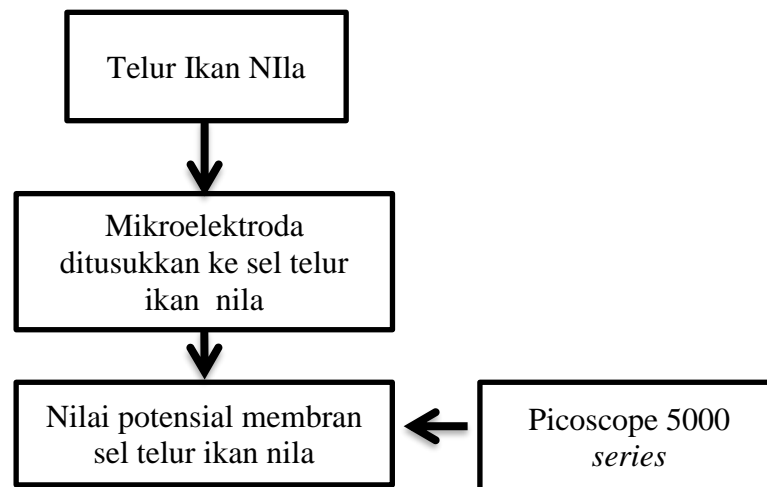 Telur Ikan NIla
Mikroelektroda
ditusukkan ke sel telur
ikan nila
Nilai potensial membran
sel telur ikan nila
Picoscope 5000
series